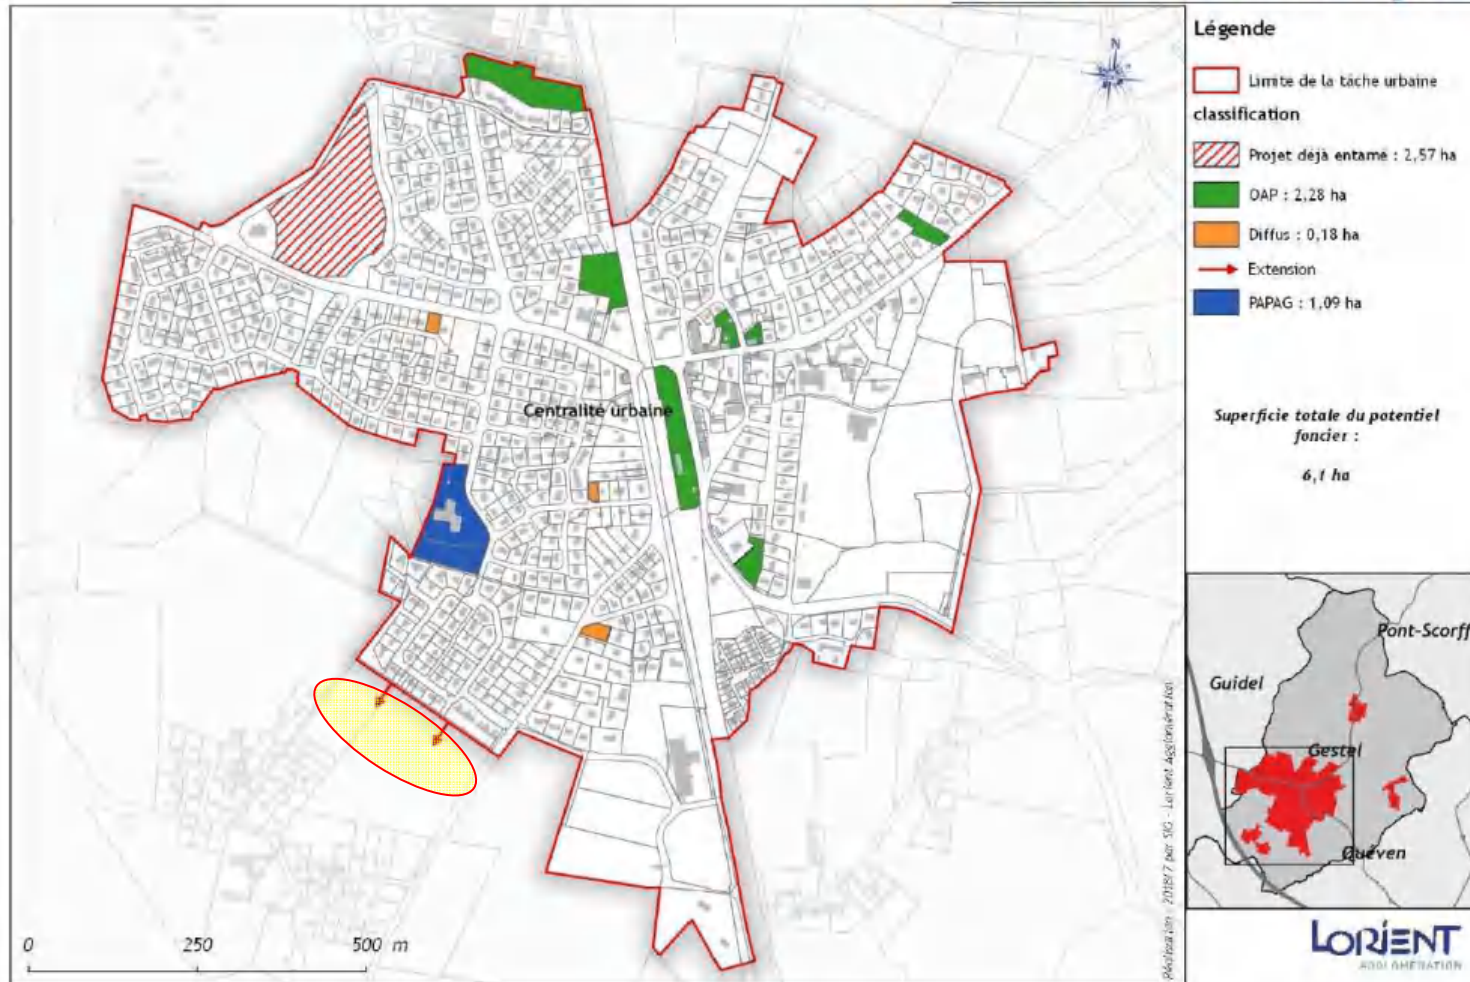 Légende
Limite de la tâche urbaine
classification
Projet déjà entamé : 2,57 ha
OAP : 2,28 ha
Diffus : 0,18 ha
Extension
PAPAG : 1,09 ha
Superficie totale du potentiel
foncier :
6,1 ha
N
Centralité urbaine
0 250 500 m
Pont-Scorff
Guidel
Gestel
Quéven
LORIENT
AGGLOMÉRATION